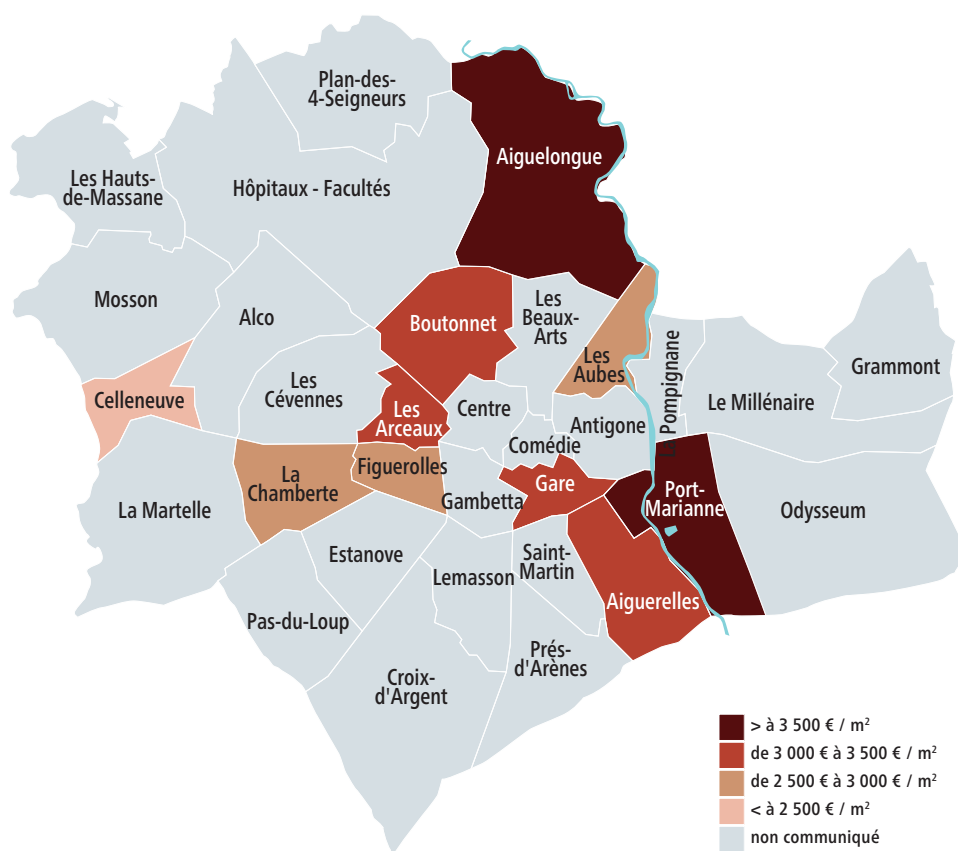 Plan-des-
4-Seigneurs
Aiguelongue
Les Hauts-
de-Massane
Hôpitaux - Facultés
Mosson
Alco
Boutonnet
Les
Beaux-
Arts
Les
Aubes
La Pompignane
Grammont
Le Millénaire
Celleneuve
Les
Cévennes
Les
Arceaux
Centre
Comédie
Antigone
La Martelle
La
Chamberte
Figuerolles
Gambetta
Gare
Port-
Marianne
Odysseum
Estanove
Lemasson
Saint-
Martin
Aiguerelles
Pas-du-Loup
Croix-
d'Argent
Prés-
d'Arènes
> à 3 500 € / m²
de 3 000 € à 3 500 € / m²
de 2 500 € à 3 000 € / m²
< à 2 500 € / m²
non communiqué